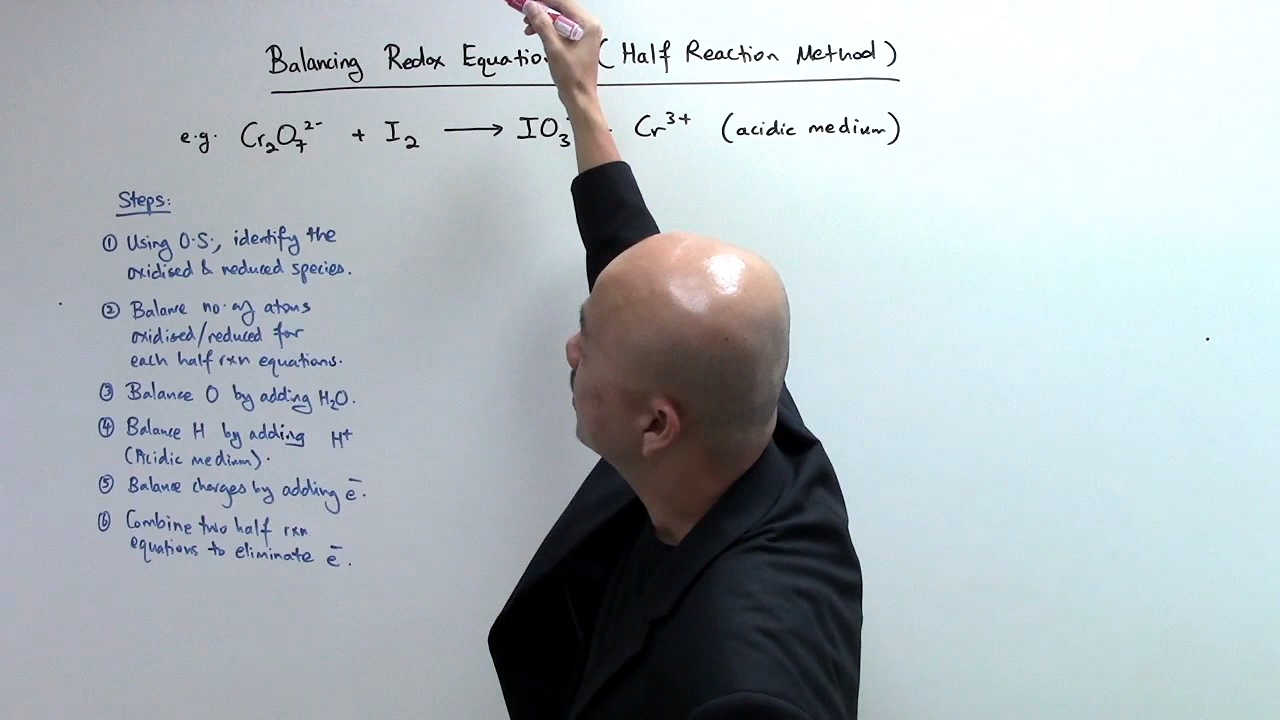 Balancing Redox Equatio (Half Reaction Method)
e.g. Cr₂O₇²⁻ + I₂ ⟶ IO₃ Cr³⁺ (acidic medium)
Steps:
① Using O.S., identify the
oxidised & reduced species.
② Balance no. of atoms
oxidised/reduced for
each half rxn equations.
③ Balance O by adding H₂O.
④ Balance H by adding H⁺
(Acidic medium).
⑤ Balance charges by adding e⁻.
⑥ Combine two half rxn
equations to eliminate e⁻.